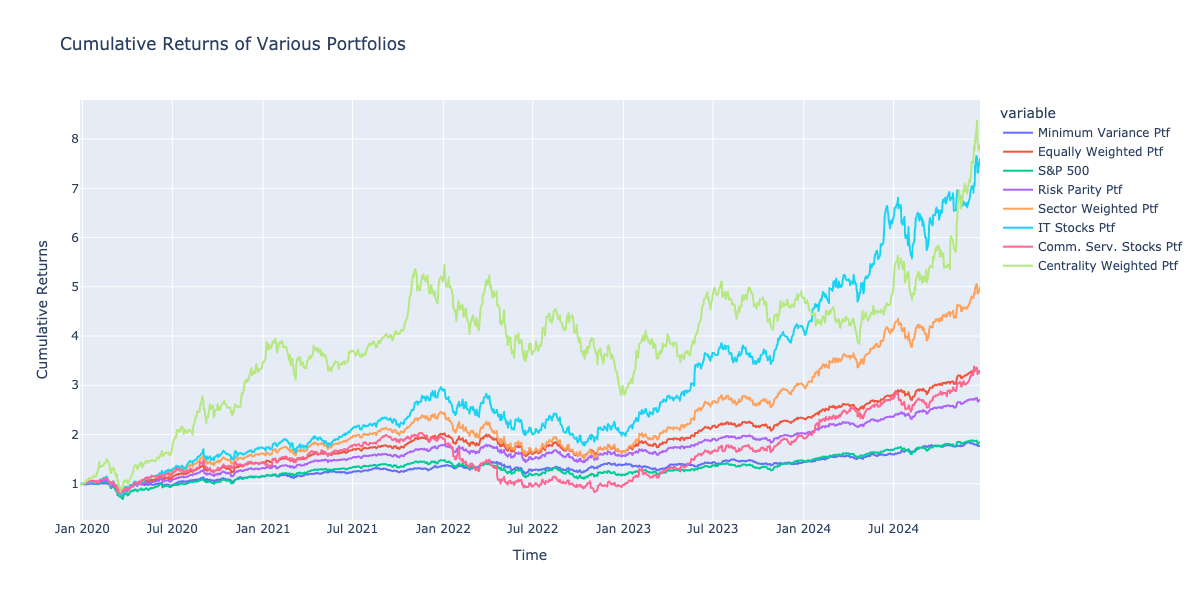 Cumulative Returns of Various Portfolios
variable
Minimum Variance Ptf
Equally Weighted Ptf
S&P 500
Risk Parity Ptf
Sector Weighted Ptf
IT Stocks Ptf
Comm. Serv. Stocks Ptf
Centrality Weighted Ptf
Cumulative Returns
8
7
6
5
4
3
2
1
Jan 2020 Jul 2020 Jan 2021 Jul 2021 Jan 2022 Jul 2022 Jan 2023 Jul 2023 Jan 2024 Jul 2024
Time